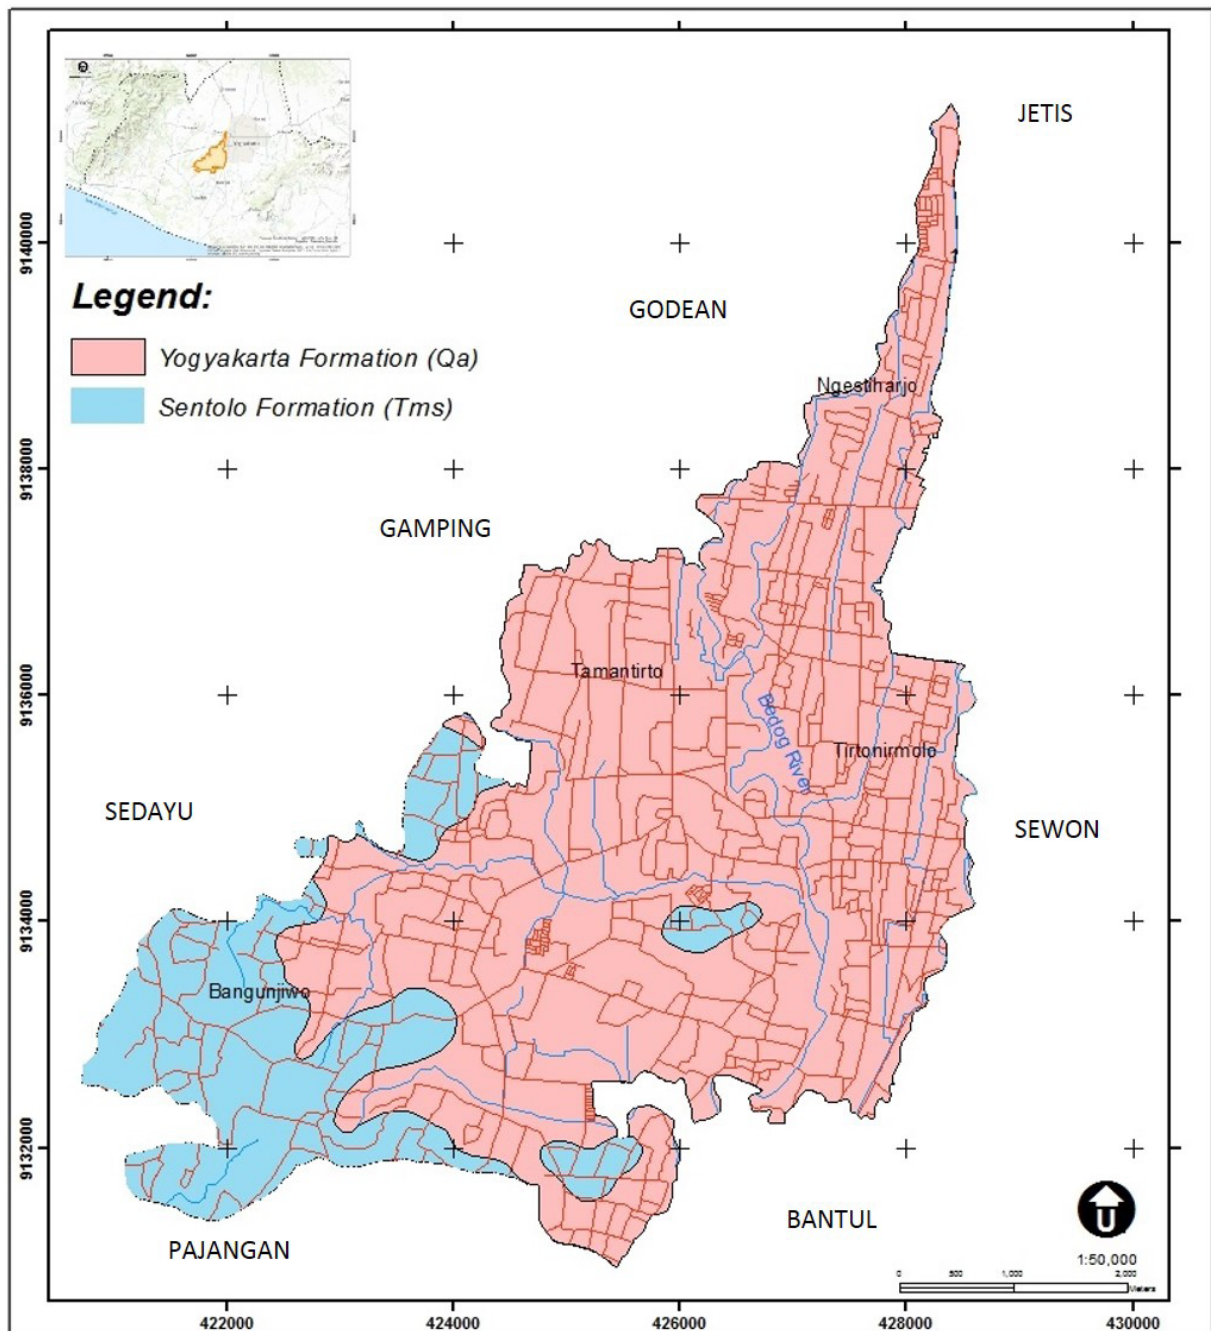 JETIS
9140000
GODEAN
Legend:
Yogyakarta Formation (Qa)
Sentolo Formation (Tms)
Ngestiharjo
9138000
GAMPING
Tamantirto
9136000
Bedog River
Tirtonirmolo
SEDAYU
SEWON
9134000
Bangunjiwo
9132000
BANTUL
PAJANGAN
U
1:50,000
0 500 1,000 2,000
Meters
422000 424000 426000 428000 430000